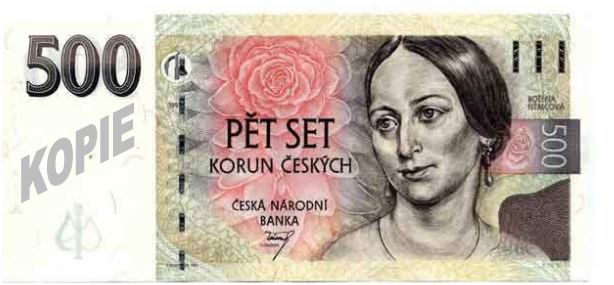 500
KOPIE
PĚT SET
KORUN ČESKÝCH
ČESKÁ NÁRODNÍ
BANKA
BOŽENA
NĚMCOVÁ
500